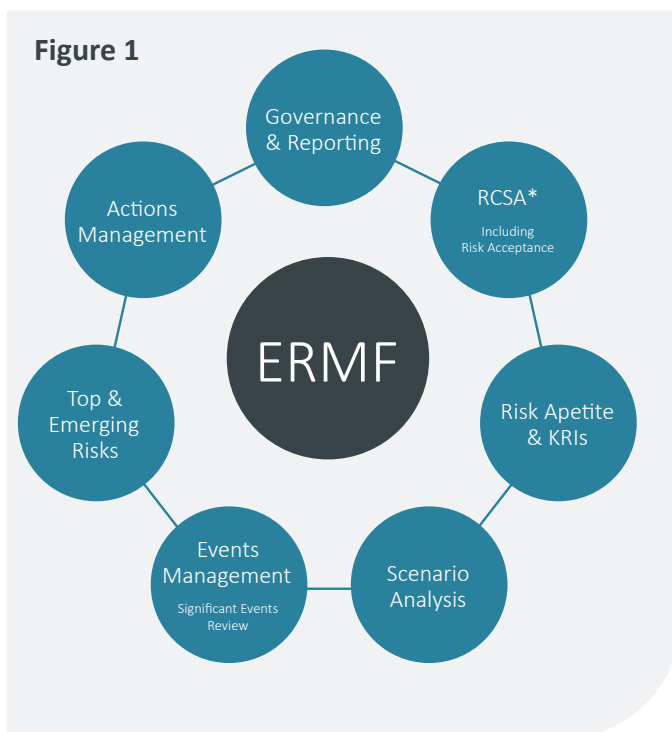 Figure 1
Governance
& Reporting
RCSA*
Including
Risk Acceptance
Risk Apetite
& KRIs
Scenario
Analysis
Events
Management
Significant Events
Review
Top &
Emerging
Risks
Actions
Management
ERMF